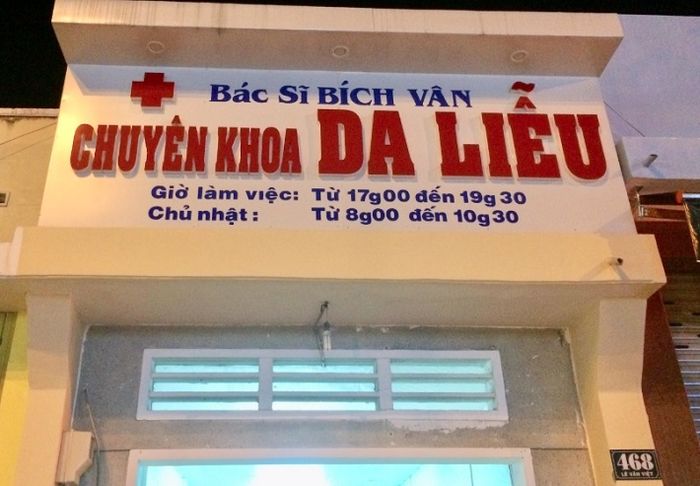 Bác Sĩ BÍCH VÂN
CHUYÊN KHOA DA LIỄU
Giờ làm việc: Từ 17g00 đến 19g30
Chủ nhật: Từ 8g00 đến 10g30
468
LÊ VĂN VIỆT